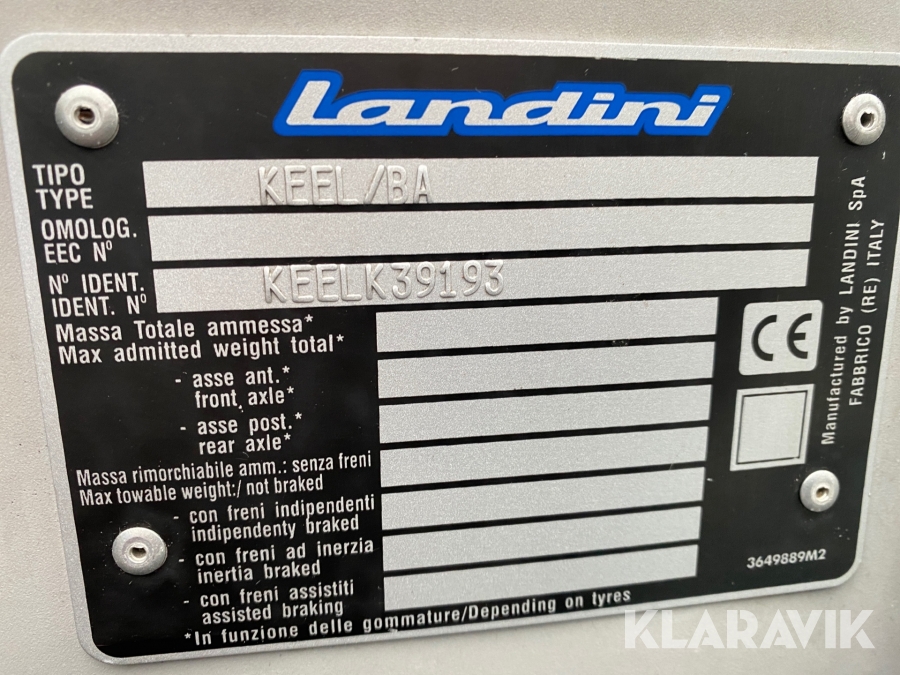 Landini
TIPO
TYPE
KEEL/BA
OMOLOG.
EEC Nº
Nº IDENT.
IDENT. Nº
KEELK39193
Massa Totale ammessa*
Max admitted weight total*
- asse ant.*
front, axle*
- asse post.*
rear axle*
Massa rimorchiabile amm.: senza freni
Max towable weight:/ not braked
- con freni indipendenti
indipendenty braked
- con freni ad inerzia
inertia braked
- con freni assistiti
assisted braking
*In funzione delle gommature/Depending on tyres
CE
Manufactured by LANDINI SpA
FABBRICO (RE) ITALY
3649889M2
KLARAVIK